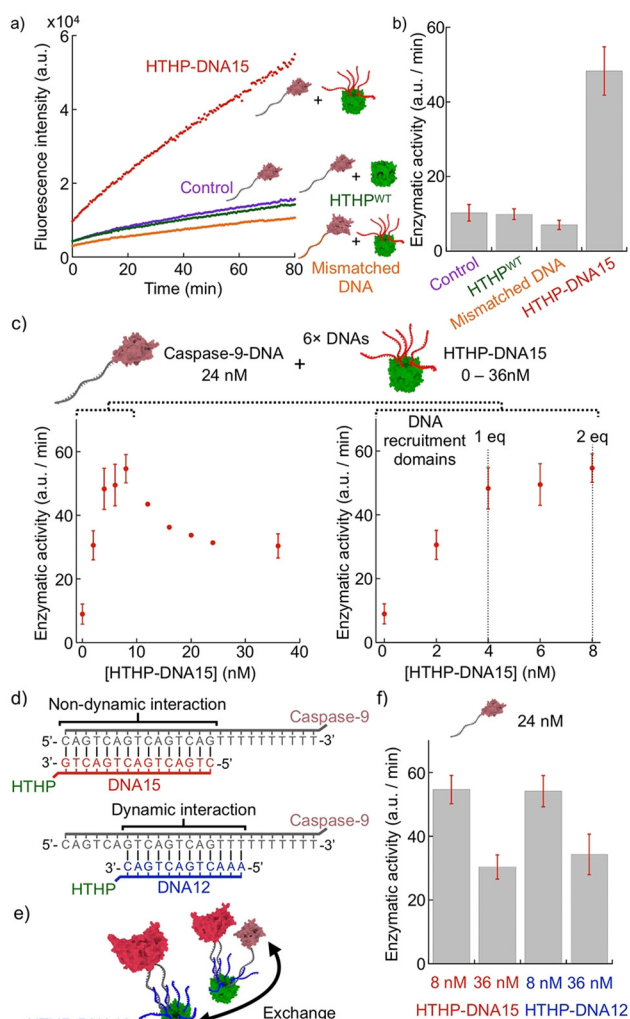 a)
x10⁴
6
4
2
0
Fluorescence intensity (a.u.)
HTHP-DNA15
+
Control
+
HTHPᵂᵀ
+
Mismatched
DNA
0 20 40 60 80
Time (min)
b)
60
40
20
0
Enzymatic activity (a.u. / min)
Control
HTHPᵂᵀ
Mismatched DNA
HTHP-DNA15
c)
Caspase-9-DNA
24 nM
+
6× DNAs
HTHP-DNA15
0 – 36nM
60
40
20
0
Enzymatic activity (a.u. / min)
0 10 20 30 40
[HTHP-DNA15] (nM)
DNA
recruitment
domains
1 eq
2 eq
60
40
20
0
Enzymatic activity (a.u. / min)
0 2 4 6 8
[HTHP-DNA15] (nM)
d)
Non-dynamic interaction
Caspase-9
5'- CAGTCAGTCAGTCAGTTTTTTTTTT -3'
3'- GTCAGTCAGTCAGTC -5'
HTHP
DNA15
Dynamic interaction
Caspase-9
5'- CAGTCAGTCAGTCAGTTTTTTTTTT -3'
3'- CAGTCAGTCAAA -5'
HTHP
DNA12
e)
Exchange
f)
24 nM
60
40
20
0
Enzymatic activity (a.u. / min)
8 nM 36 nM 8 nM 36 nM
HTHP-DNA15 HTHP-DNA12